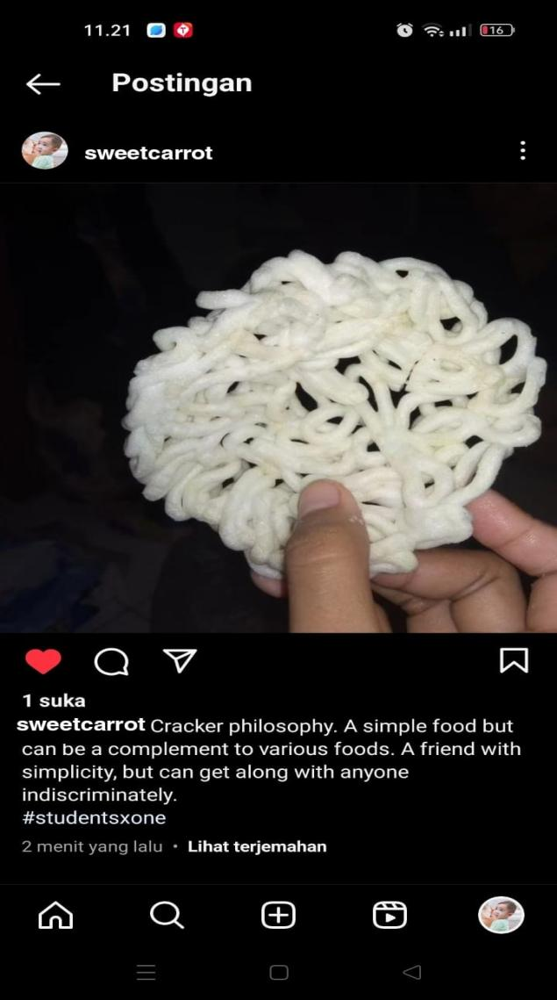 11.21
16
Postingan
sweetcarrot
1 suka
sweetcarrot Cracker philosophy. A simple food but
can be a complement to various foods. A friend with
simplicity, but can get along with anyone
indiscriminately.
#studentsxone
2 menit yang lalu • Lihat terjemahan